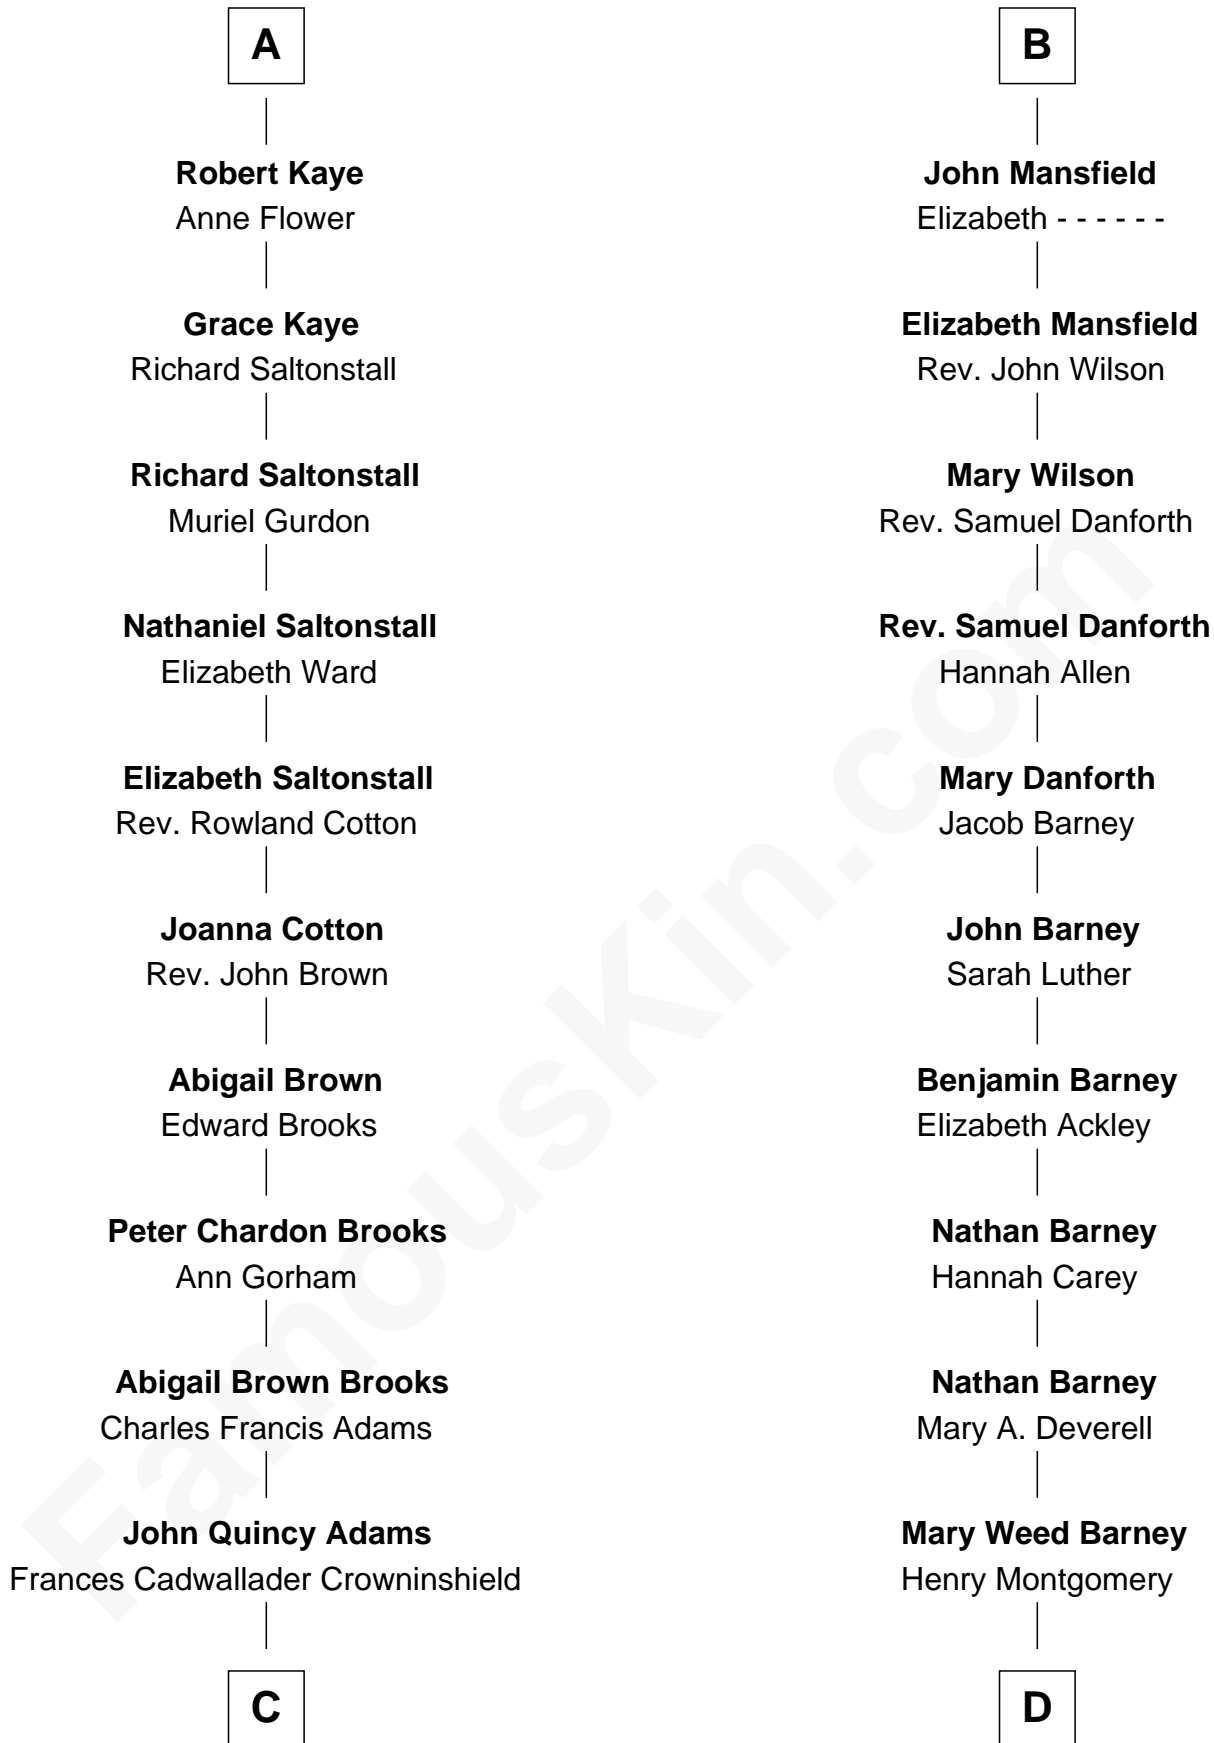 A
Robert Kaye
Anne Flower
Grace Kaye
Richard Saltonstall
Richard Saltonstall
Muriel Gurdon
Nathaniel Saltonstall
Elizabeth Ward
Elizabeth Saltonstall
Rev. Rowland Cotton
Joanna Cotton
Rev. John Brown
Abigail Brown
Edward Brooks
Peter Chardon Brooks
Ann Gorham
Abigail Brown Brooks
Charles Francis Adams
John Quincy Adams
Frances Cadwallader Crowninshield
C
B
John Mansfield
Elizabeth - - - - - -
Elizabeth Mansfield
Rev. John Wilson
Mary Wilson
Rev. Samuel Danforth
Rev. Samuel Danforth
Hannah Allen
Mary Danforth
Jacob Barney
John Barney
Sarah Luther
Benjamin Barney
Elizabeth Ackley
Nathan Barney
Hannah Carey
Nathan Barney
Mary A. Deverell
Mary Weed Barney
Henry Montgomery
D
FamousKin.com